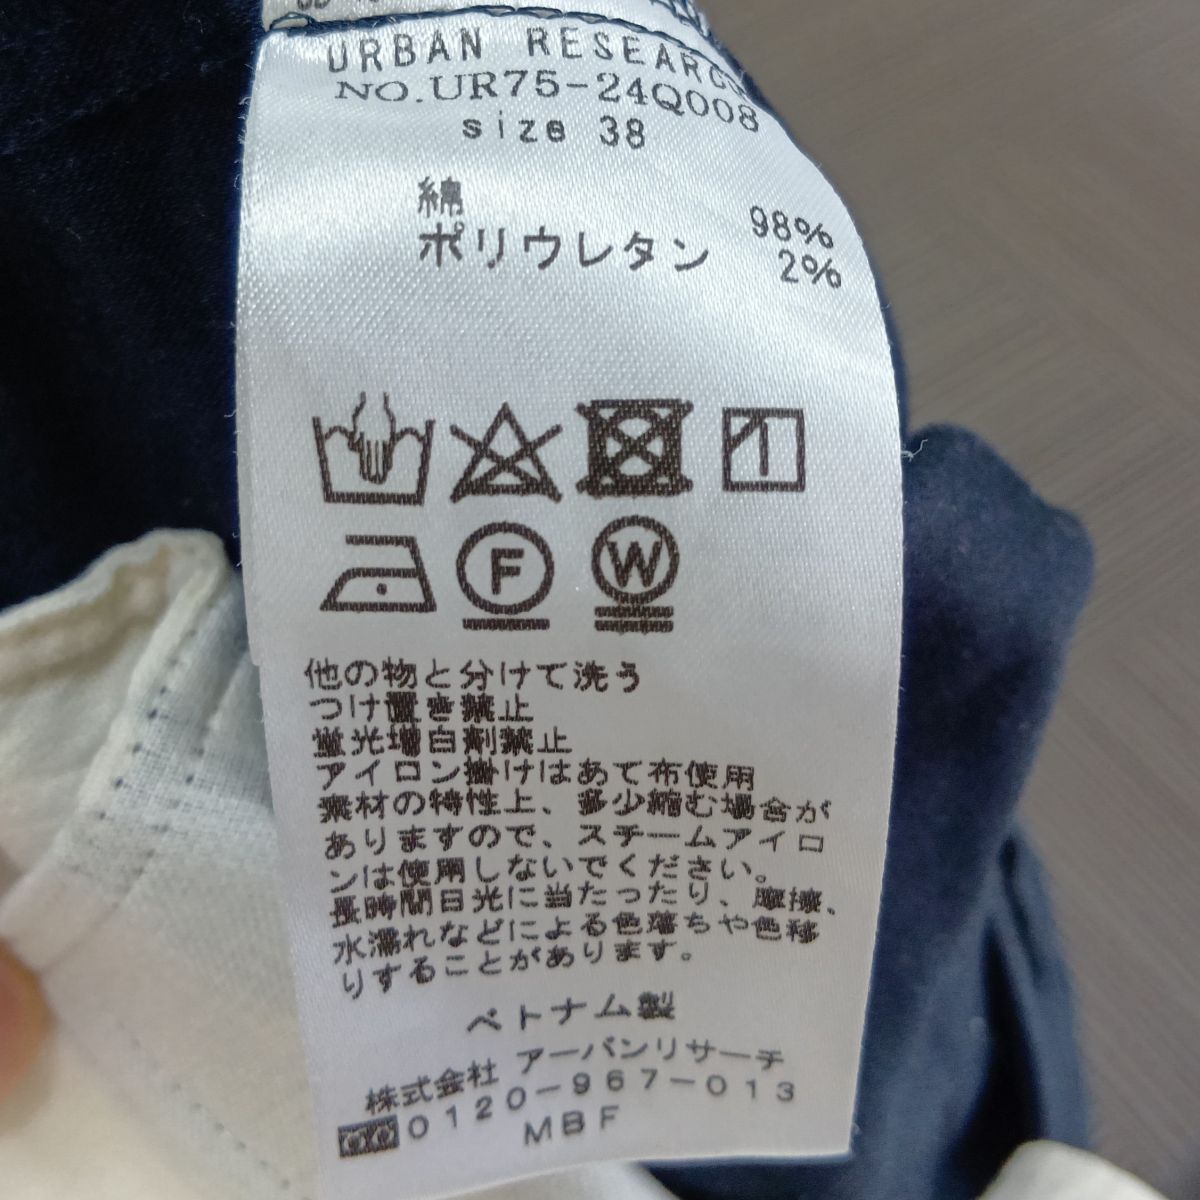 URBAN RESEARCH
NO.UR75-24Q008
size 38
綿 98%
ポリウレタン 2%
F
W
他の物と分けて洗う
つけ置き禁止
蛍光増白剤禁止
アイロン掛けはあて布使用
素材の特性上、多少縮む場合が
ありますので、スチームアイロ
ンは使用しないでください。
長時間日光に当たったり、摩擦、
水濡れなどによる色落ちや色移
りすることがあります。
ベトナム製
株式会社 アーバンリサーチ
0120-967-013
MBF